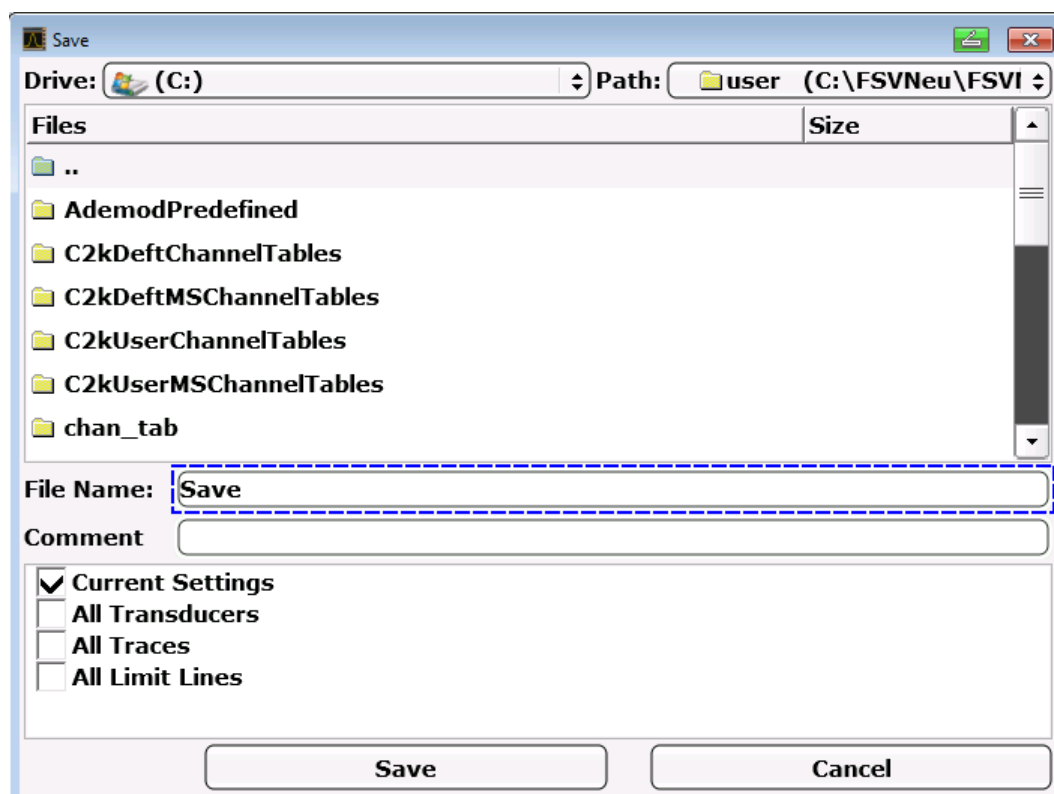 Save
Drive: (C:) Path: user (C:\FSVNeu\FSVI
Files Size
..
AdemodPredefined
C2kDeftChannelTables
C2kDeftMSChannelTables
C2kUserChannelTables
C2kUserMSChannelTables
chan_tab
File Name: Save
Comment
Current Settings
All Transducers
All Traces
All Limit Lines
Save Cancel